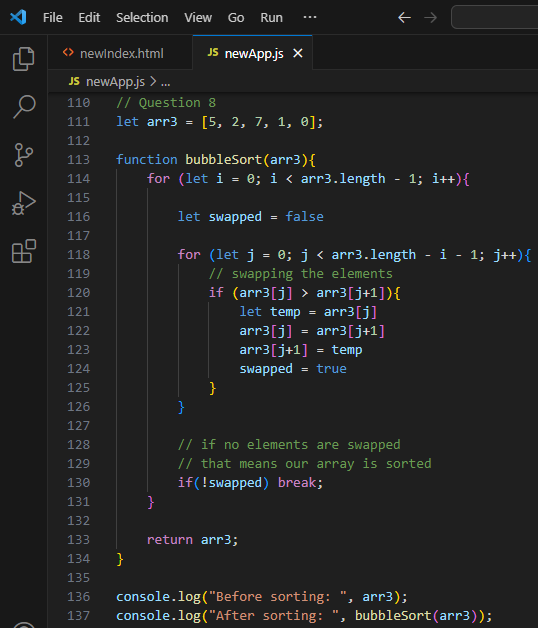 File Edit Selection View Go Run ...
<> newIndex.html JS newApp.js ×
JS newApp.js > ...
110 // Question 8
111 let arr3 = [5, 2, 7, 1, 0];
112
113 function bubbleSort(arr3){
114 for (let i = 0; i < arr3.length - 1; i++){
115
116 let swapped = false
117
118 for (let j = 0; j < arr3.length - i - 1; j++){
119 // swapping the elements
120 if (arr3[j] > arr3[j+1]){
121 let temp = arr3[j]
122 arr3[j] = arr3[j+1]
123 arr3[j+1] = temp
124 swapped = true
125 }
126 }
127
128 // if no elements are swapped
129 // that means our array is sorted
130 if(!swapped) break;
131 }
132
133 return arr3;
134 }
135
136 console.log("Before sorting: ", arr3);
137 console.log("After sorting: ", bubbleSort(arr3));